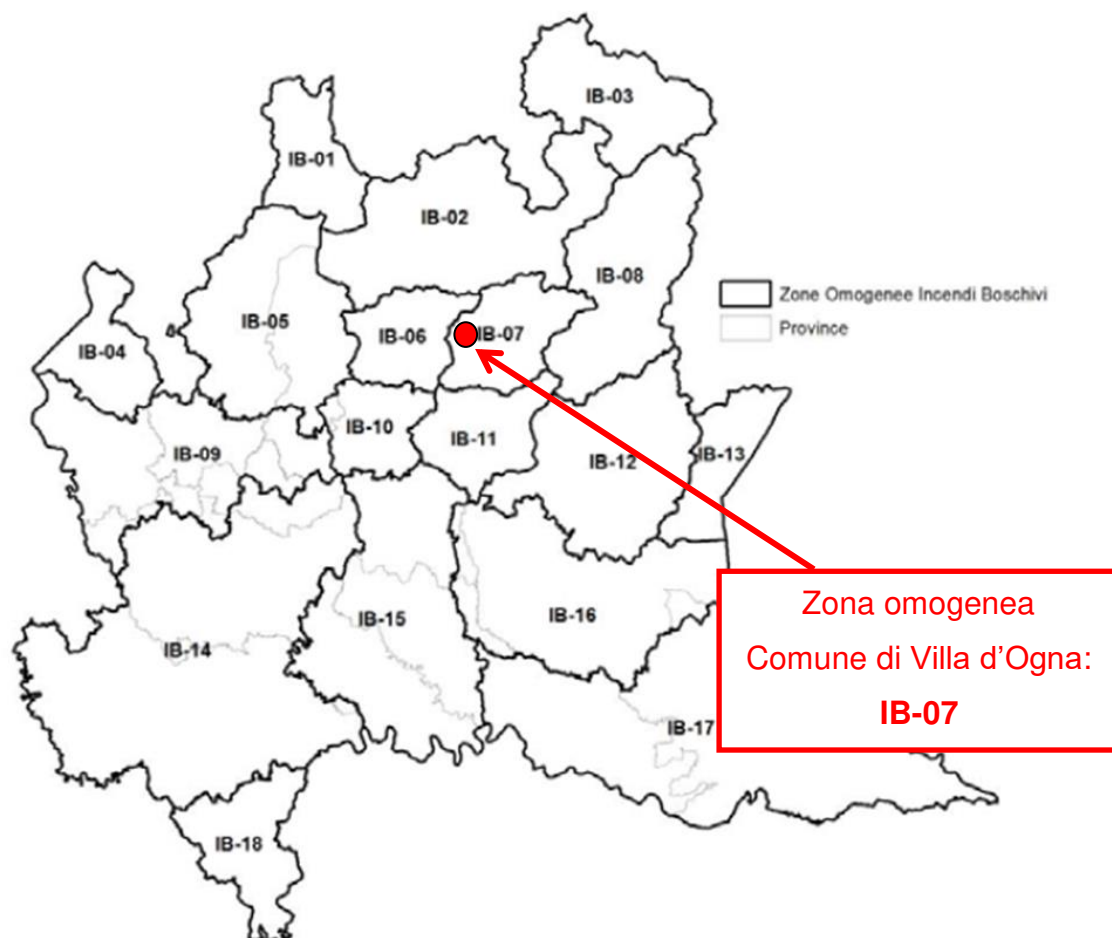 IB-03
IB-01
IB-02
IB-08
Zone Omogenee Incendi Boschivi
IB-05
IB-06
IB-07
Province
IB-04
IB-10
IB-11
IB-09
IB-12
IB-13
Zona omogenea
IB-15
IB-16
Comune di Villa d’Ogna:
IB-14
IB-07
IB-17
IB-18